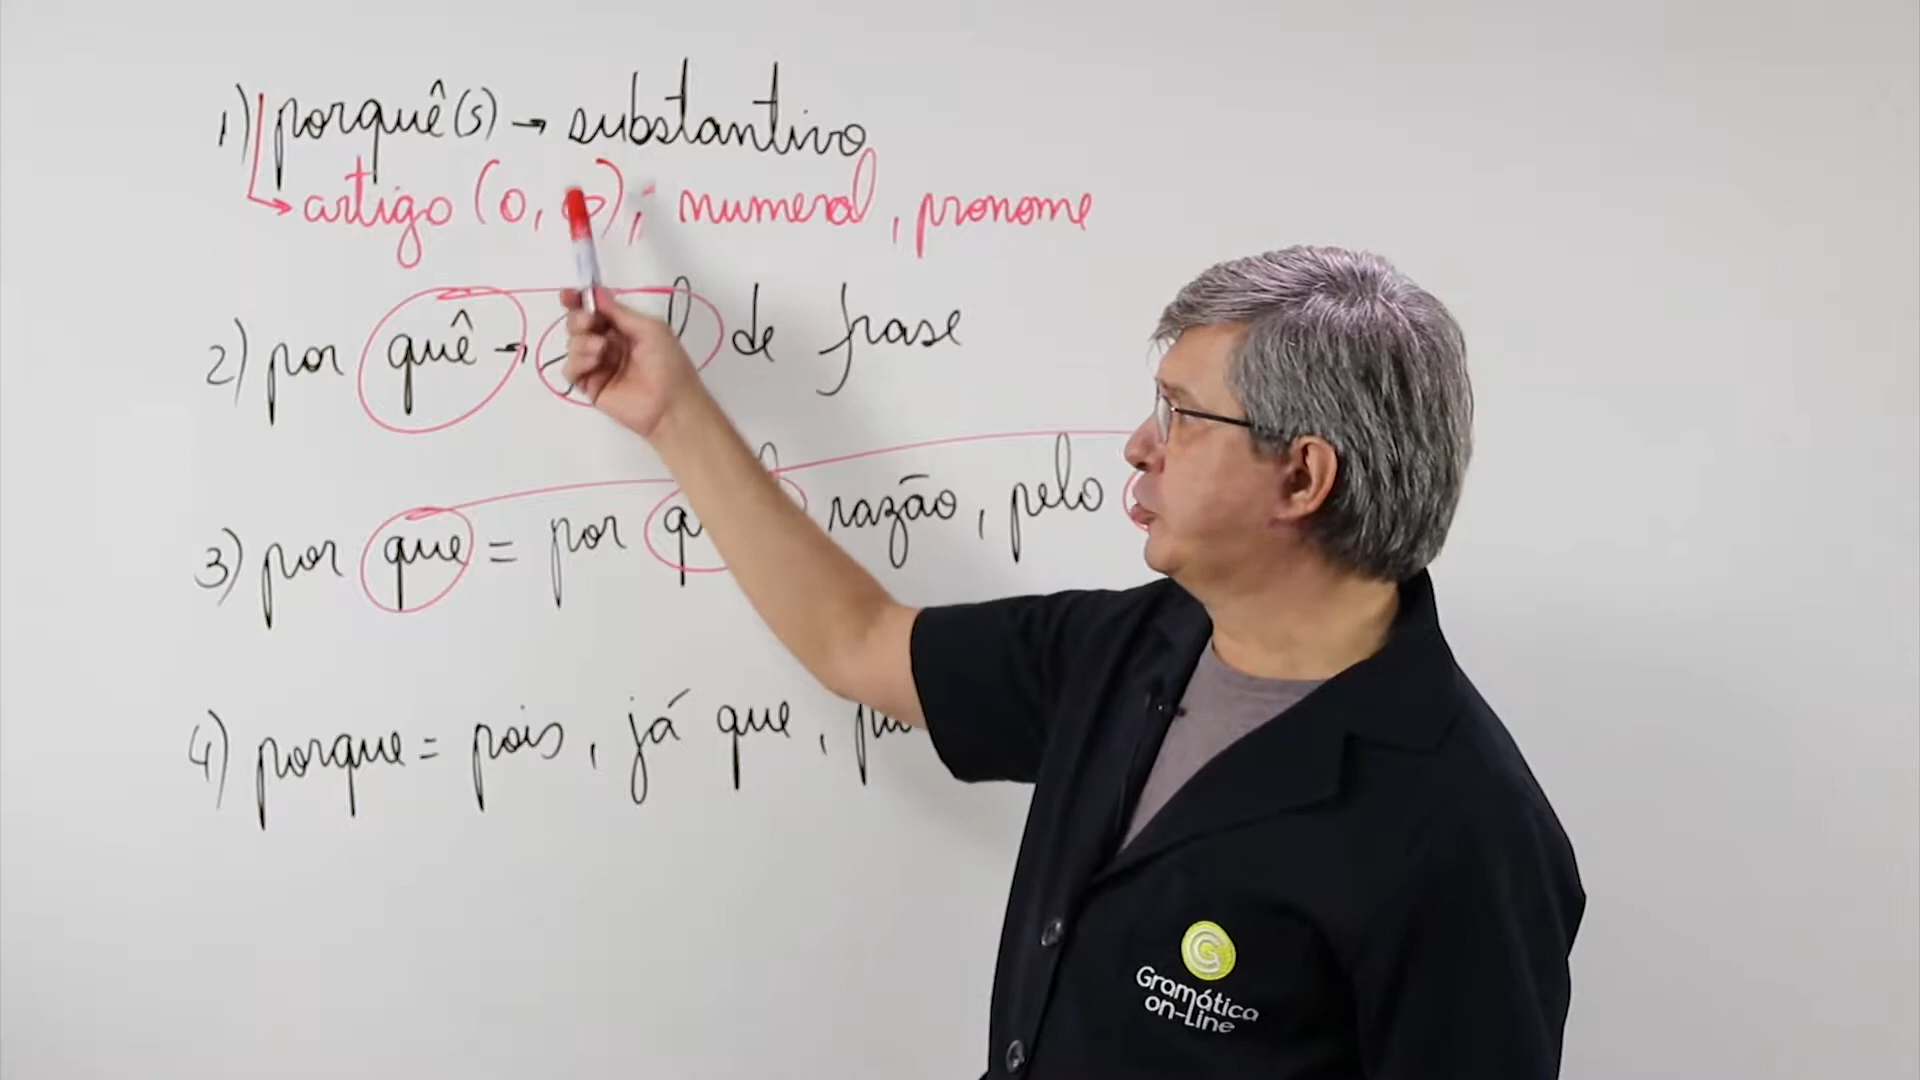 1) porquê(s) → substantivo
artigo (o, ); numeral, pronome
2) por quê → de frase
3) por que = por razão, pelo
4) porque = pois, já que,
Gramática
on-Line